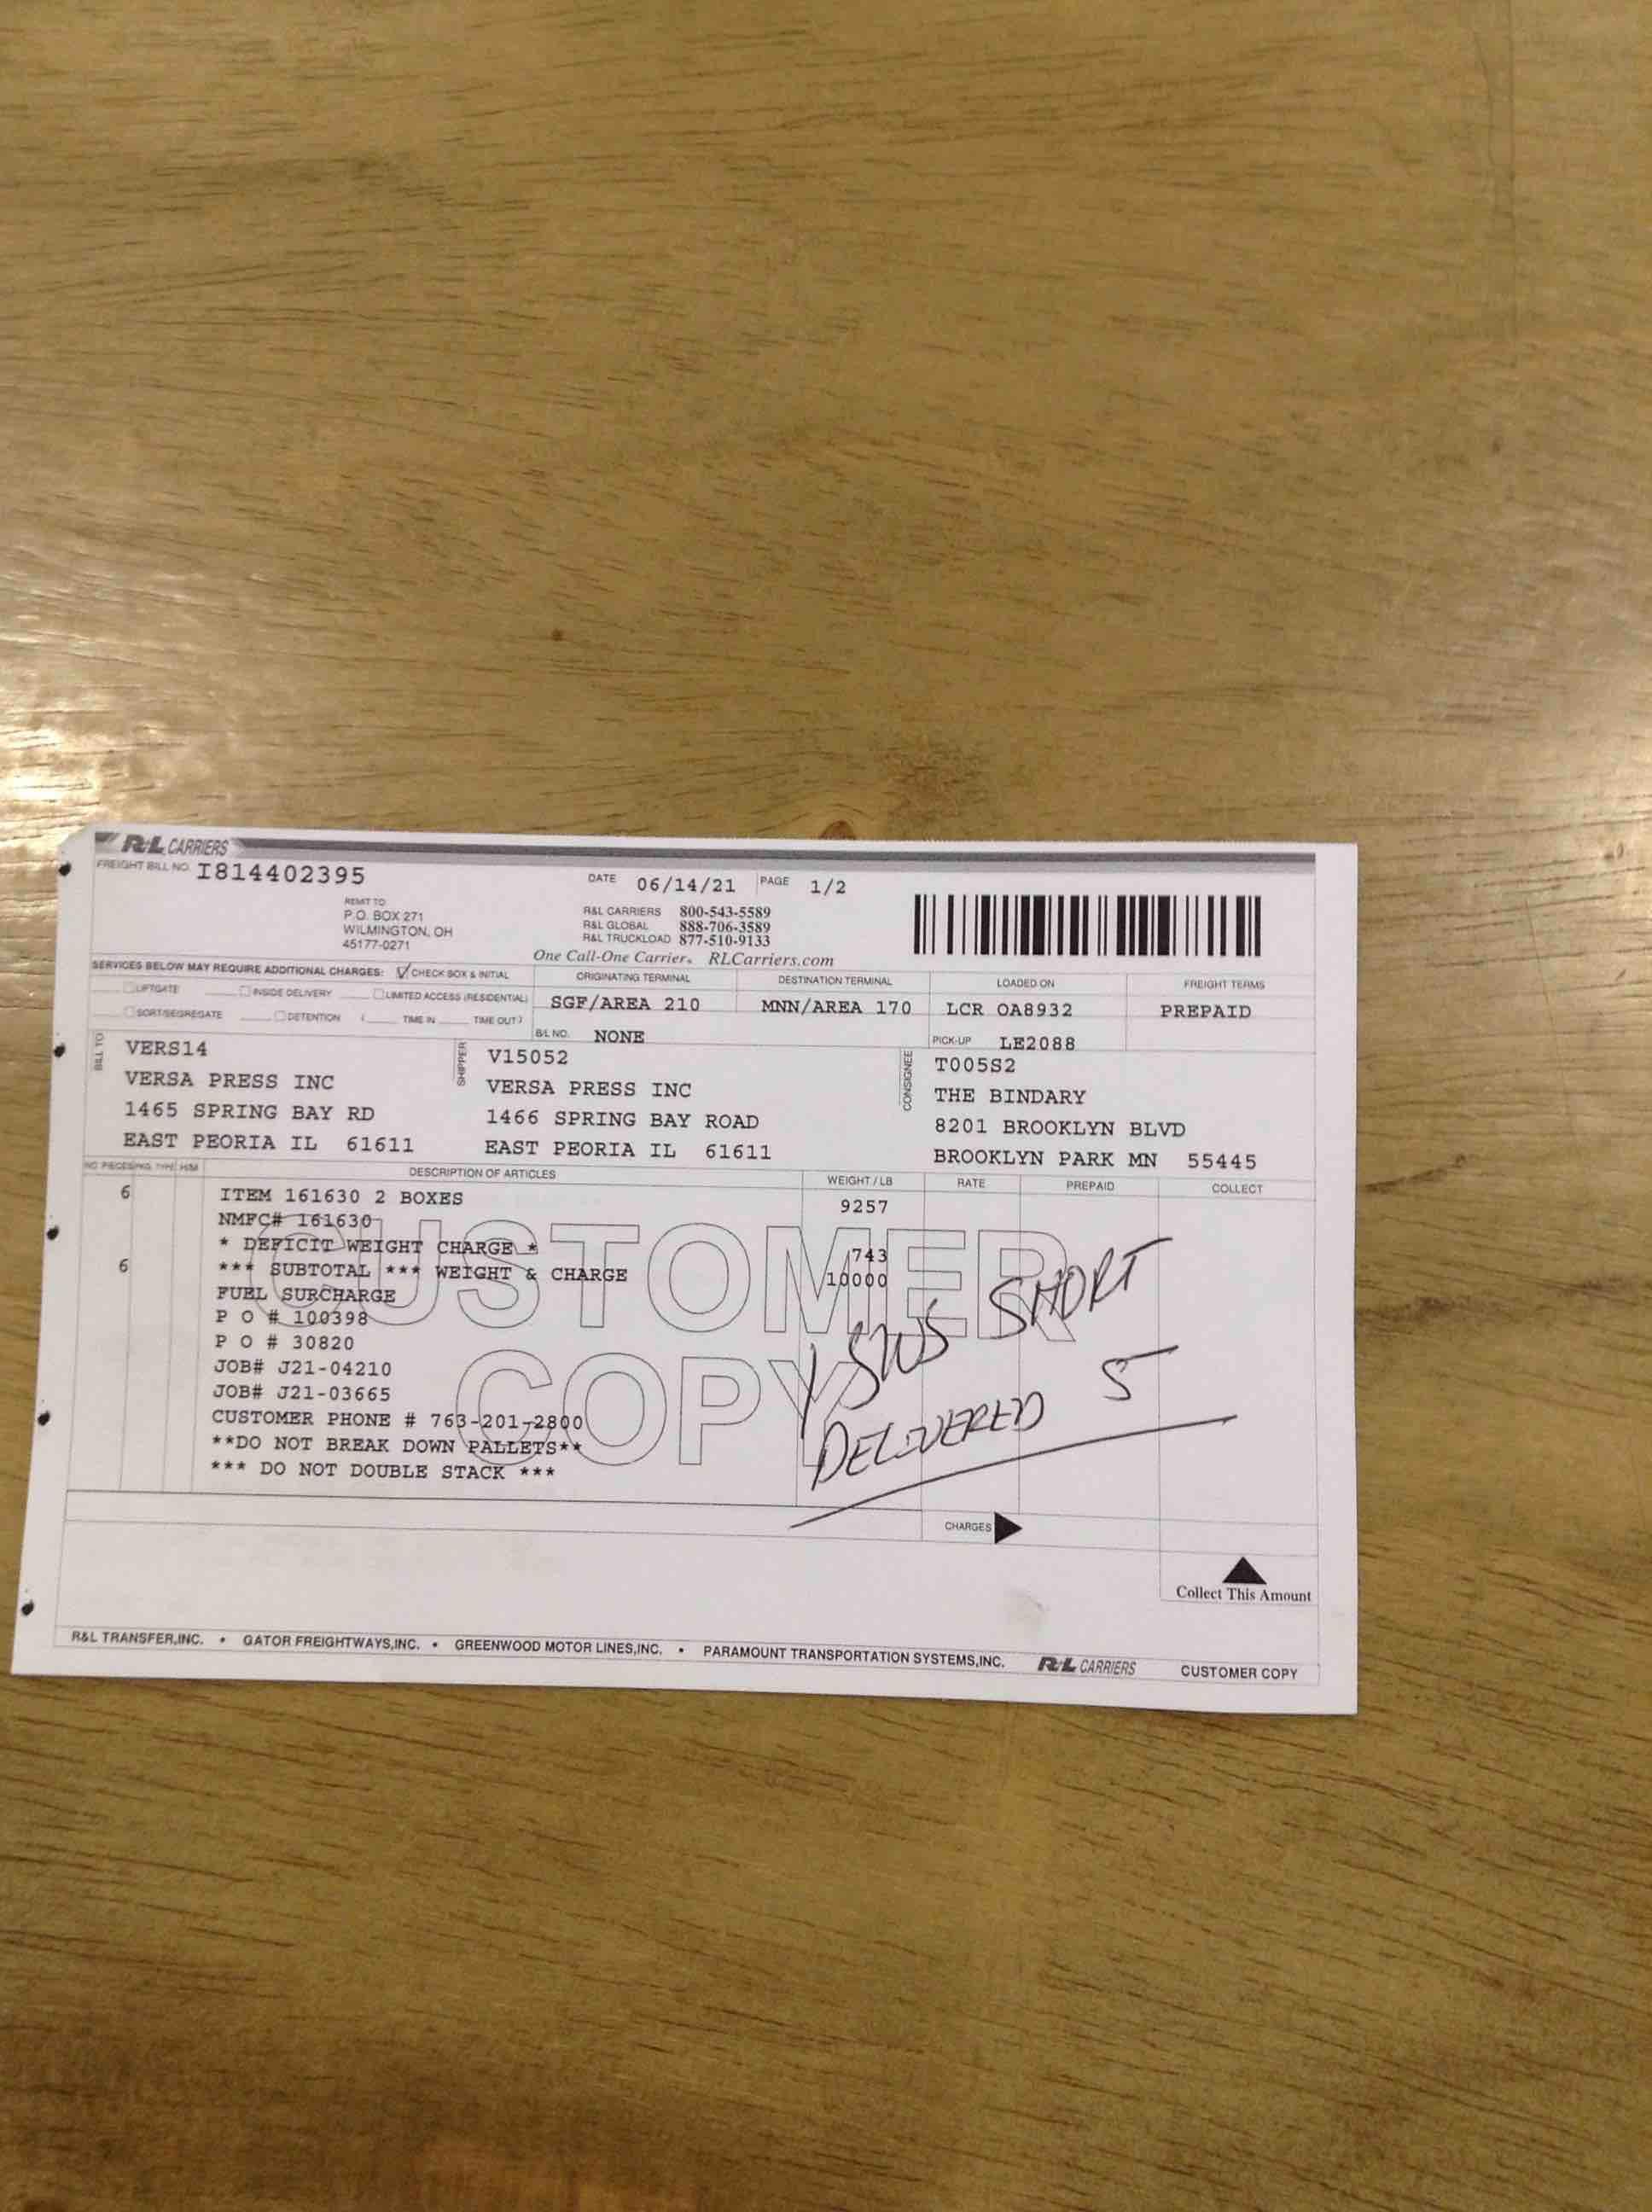 R+L CARRIERS
FREIGHT BILL NO. I814402395
DATE 06/14/21 PAGE 1/2
REMIT TO
P.O. BOX 271
WILMINGTON, OH
45177-0271
R&L CARRIERS 800-543-5589
R&L GLOBAL 888-706-3589
R&L TRUCKLOAD 877-510-9133
One Call-One Carrier. RLCarriers.com
SERVICES BELOW MAY REQUIRE ADDITIONAL CHARGES: CHECK BOX & INITIAL
LIFTGATE INSIDE DELIVERY LIMITED ACCESS (RESIDENTIAL)
SORT/SEGREGATE DETENTION ( TIME IN TIME OUT )
ORIGINATING TERMINAL
SGF/AREA 210
DESTINATION TERMINAL
MNN/AREA 170
LOADED ON
LCR OA8932
FREIGHT TERMS
PREPAID
B/L NO. NONE
PICK-UP LE2088
BILL TO
VERS14
VERSA PRESS INC
1465 SPRING BAY RD
EAST PEORIA IL 61611
SHIPPER
V15052
VERSA PRESS INC
1466 SPRING BAY ROAD
EAST PEORIA IL 61611
CONSIGNEE
T005S2
THE BINDARY
8201 BROOKLYN BLVD
BROOKLYN PARK MN 55445
DESCRIPTION OF ARTICLES WEIGHT / LB RATE PREPAID COLLECT
6 ITEM 161630 2 BOXES 9257
NMFC# 161630
* DEFICIT WEIGHT CHARGE * 743
6 *** SUBTOTAL *** WEIGHT & CHARGE 10000
FUEL SURCHARGE
P O # 100398
P O # 30820
JOB# J21-04210
JOB# J21-03665
CUSTOMER PHONE # 763-201-2800
**DO NOT BREAK DOWN PALLETS**
*** DO NOT DOUBLE STACK ***
CUSTOMER
COPY
1 SWS SHORT
DELIVERED 5
CHARGES
Collect This Amount
R&L TRANSFER,INC. • GATOR FREIGHTWAYS,INC. • GREENWOOD MOTOR LINES,INC. • PARAMOUNT TRANSPORTATION SYSTEMS,INC. R+L CARRIERS CUSTOMER COPY